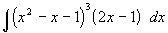 ∫(x² − x − 1)³(2x − 1) dx